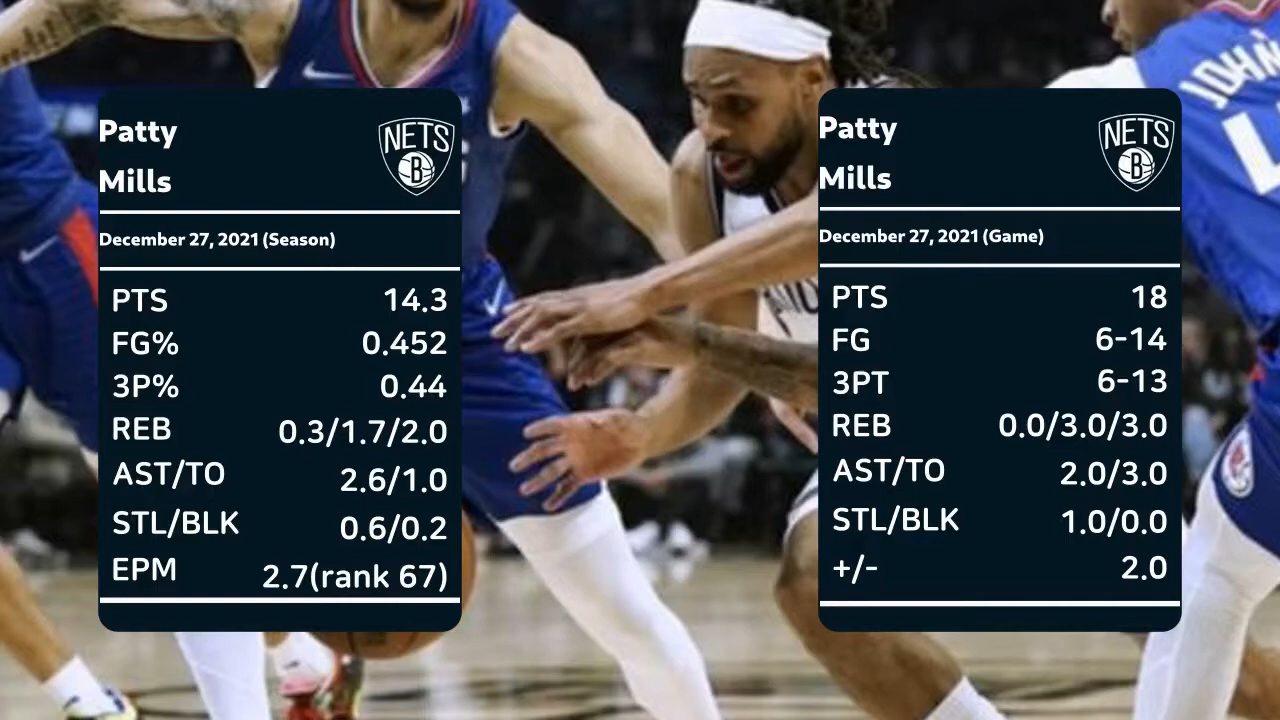 Patty
Mills
NETS
B
December 27, 2021 (Season)
PTS 14.3
FG% 0.452
3P% 0.44
REB 0.3/1.7/2.0
AST/TO 2.6/1.0
STL/BLK 0.6/0.2
EPM 2.7(rank 67)
Patty
Mills
NETS
B
December 27, 2021 (Game)
PTS 18
FG 6-14
3PT 6-13
REB 0.0/3.0/3.0
AST/TO 2.0/3.0
STL/BLK 1.0/0.0
+/- 2.0